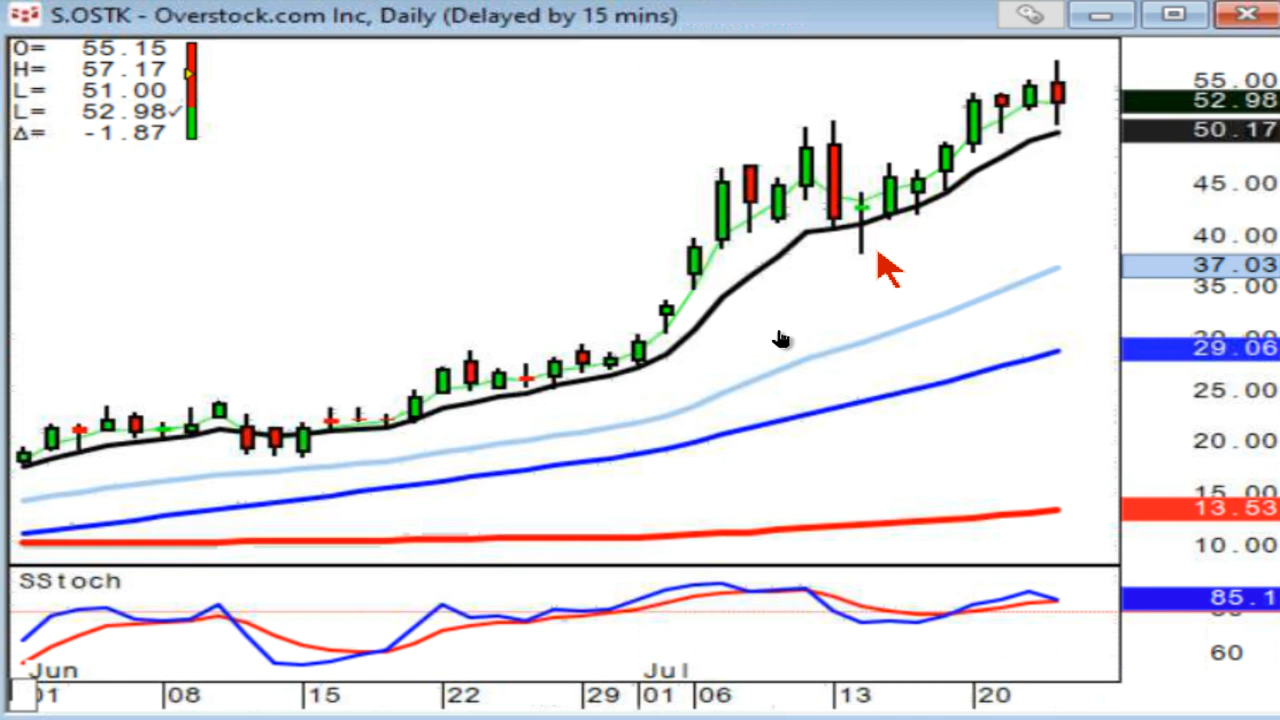 S.OSTK - Overstock.com Inc, Daily (Delayed by 15 mins)
O= 55.15
H= 57.17
L= 51.00
L= 52.98✓
Δ= -1.87
55.00
52.98
50.17
45.00
40.00
37.03
35.00
29.06
25.00
20.00
15.00
13.53
10.00
SStoch
85.1
60
Jun Jul
01 08 15 22 29 01 06 13 20